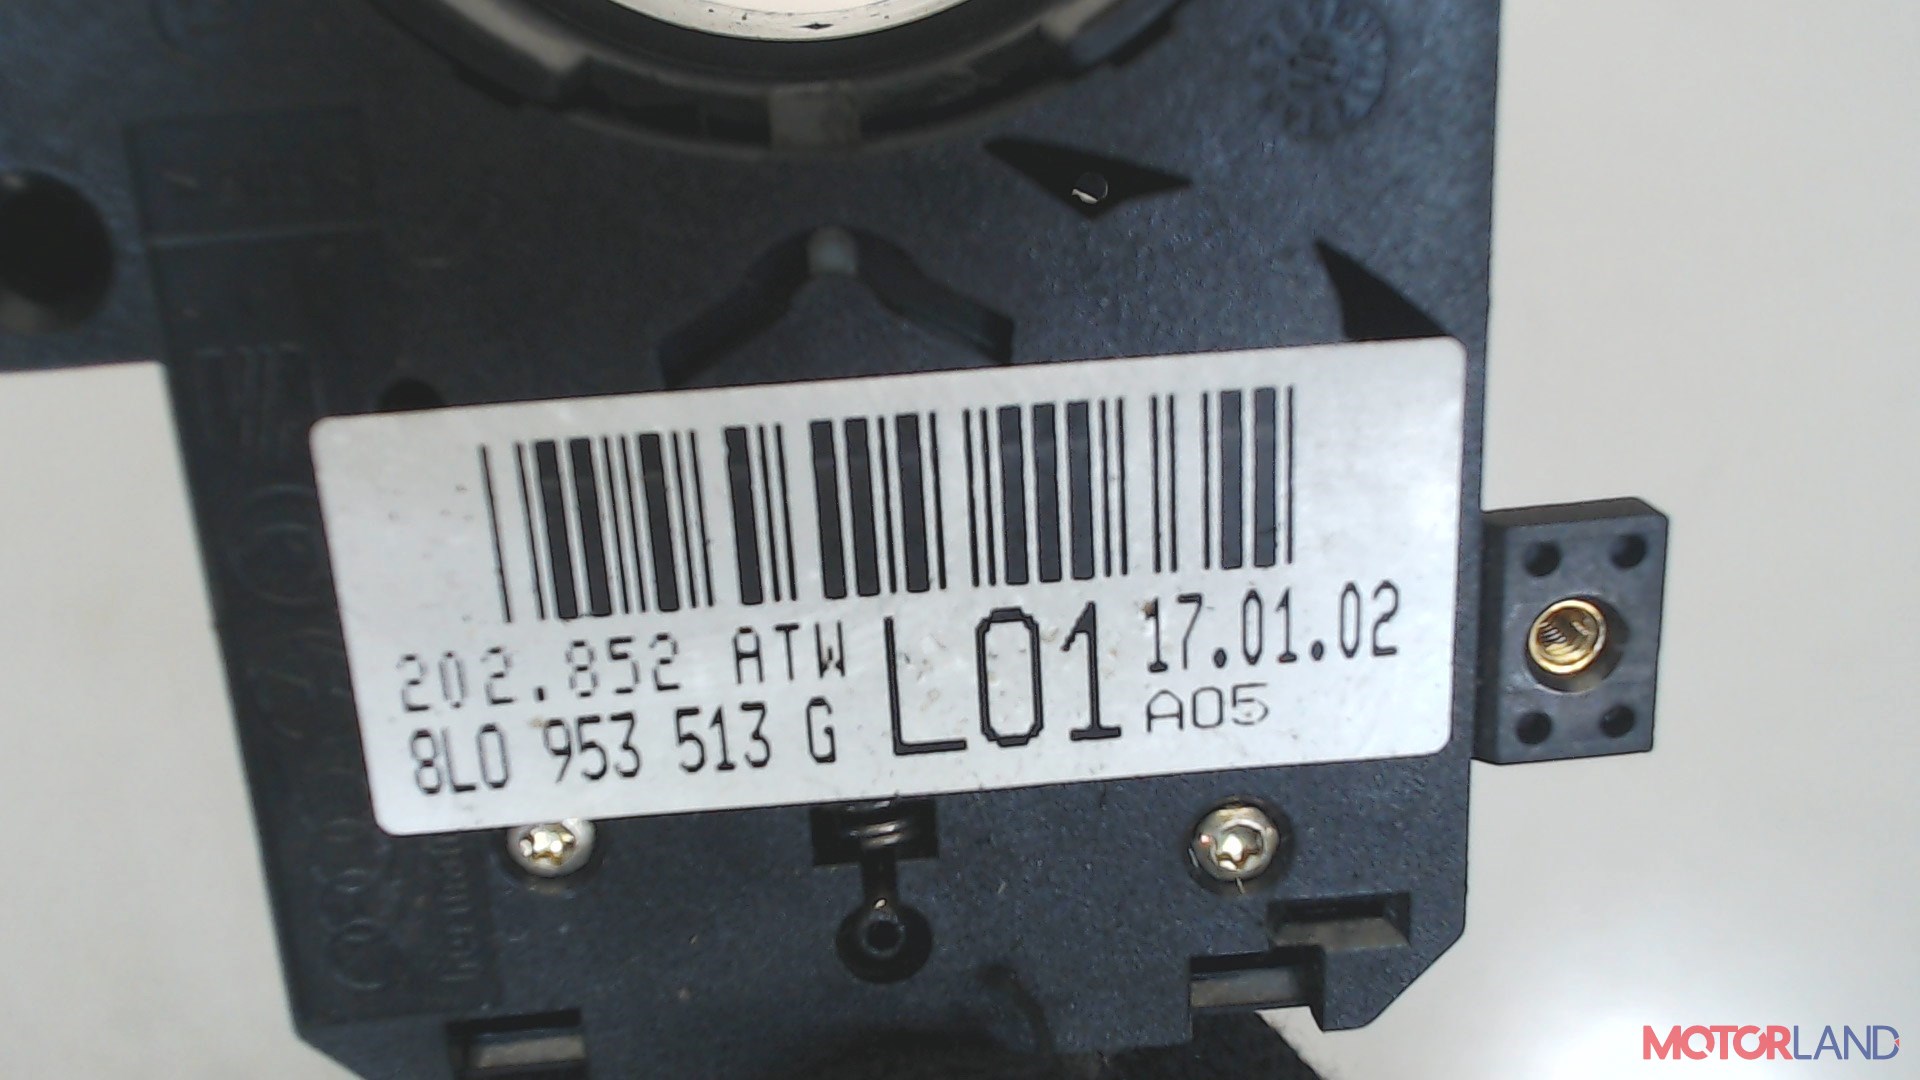 202.852 ATW L01 17.01.02
8L0 953 513 G A05
MOTORLAND